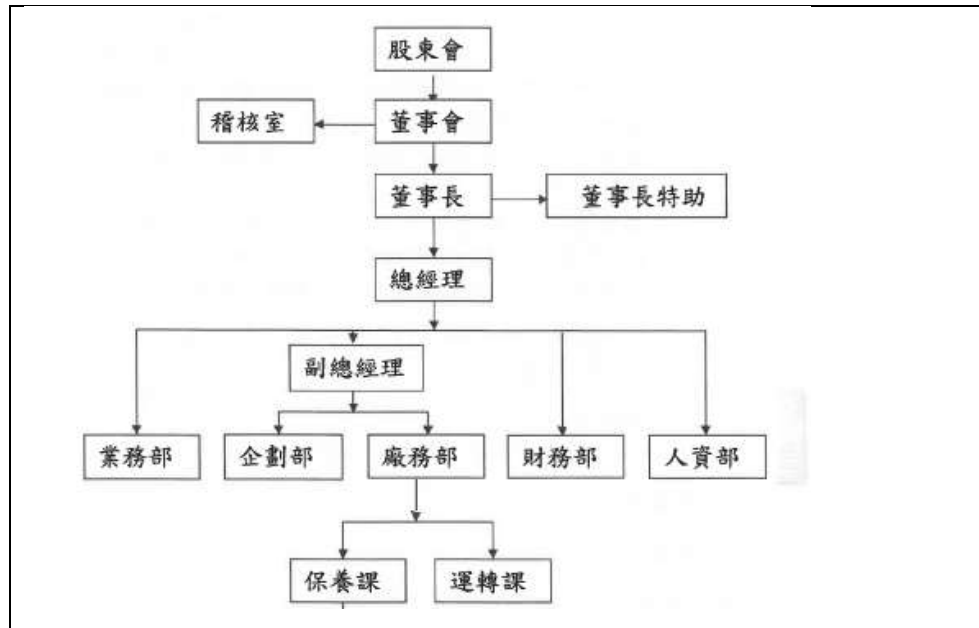 股東會
稽核室
董事會
董事長
董事長特助
總經理
副總經理
業務部
企劃部
廠務部
財務部
人資部
保養課
運轉課